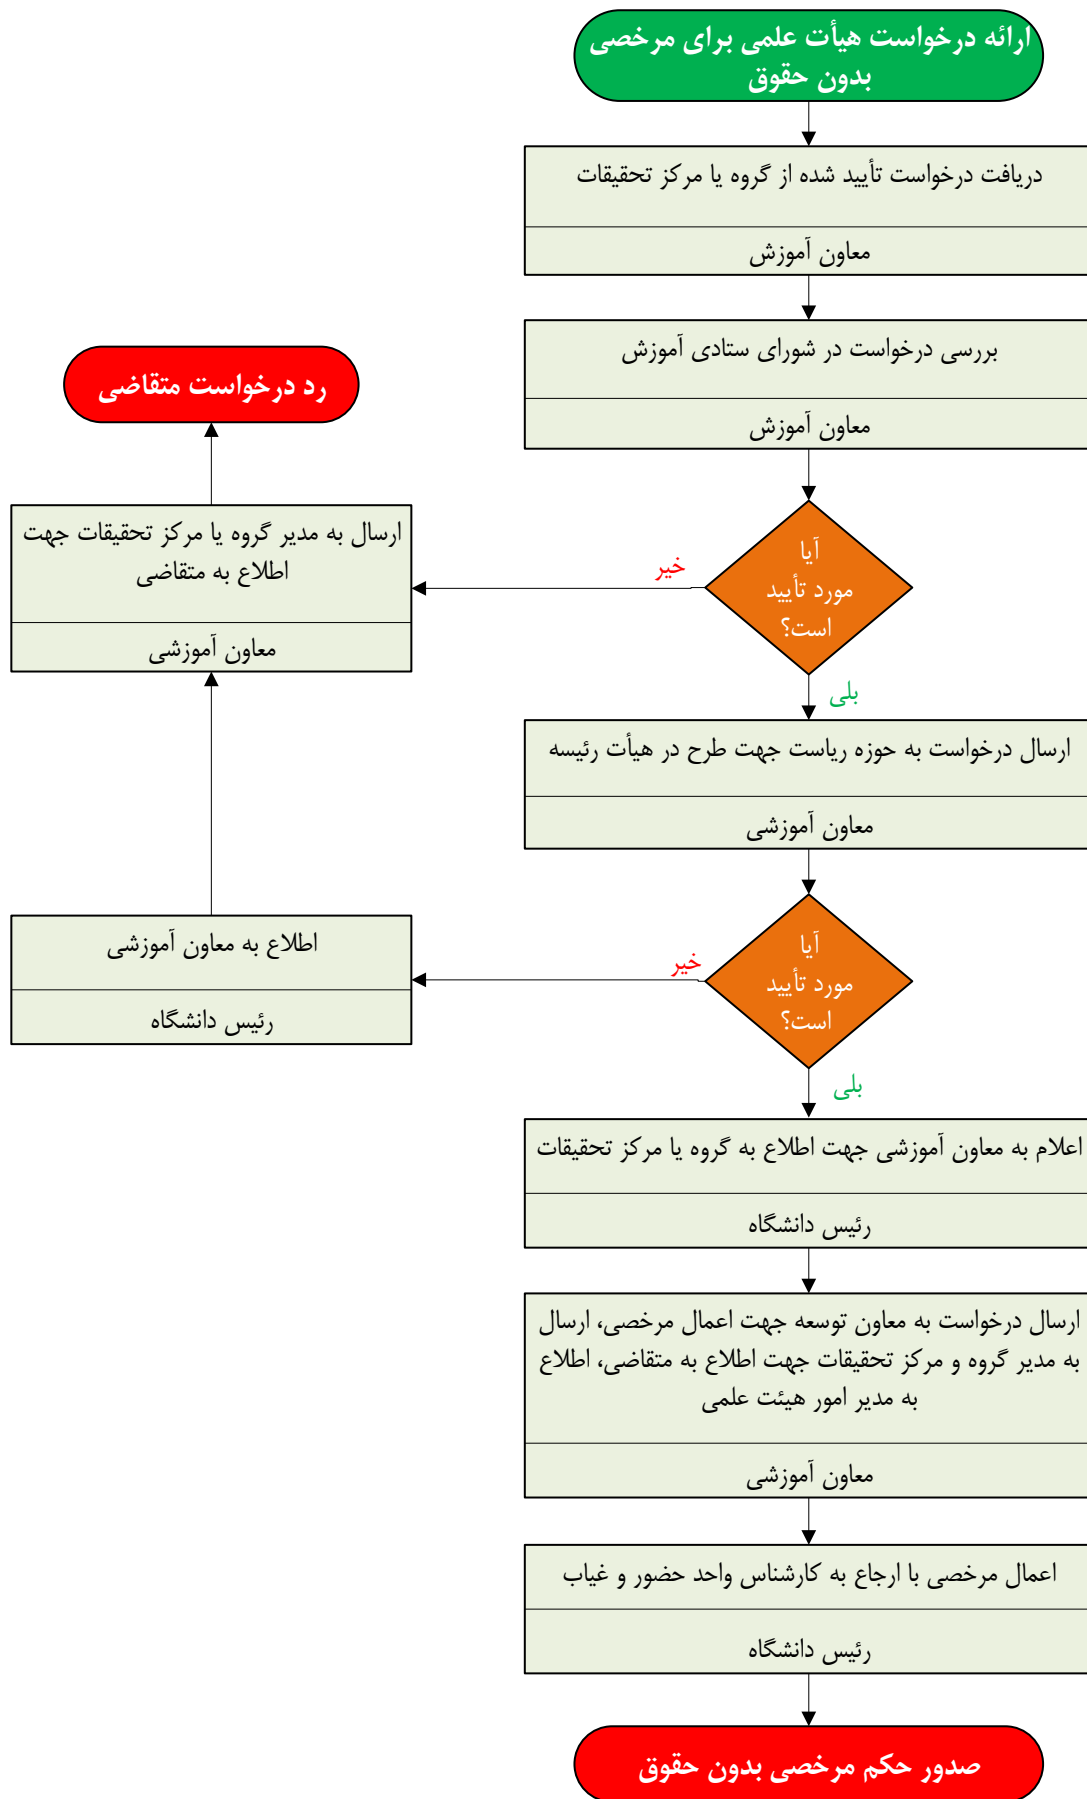 ارائه درخواست هیأت علمی برای مرخصی
بدون حقوق
دریافت درخواست تأیید شده از گروه یا مرکز تحقیقات
معاون آموزش
بررسی درخواست در شورای ستادی آموزش
معاون آموزش
رد درخواست متقاضی
آیا
مورد تأیید
است؟
خیر
ارسال به مدیر گروه یا مرکز تحقیقات جهت
اطلاع به متقاضی
معاون آموزشی
بلی
ارسال درخواست به حوزه ریاست جهت طرح در هیأت رئیسه
معاون آموزشی
آیا
مورد تأیید
است؟
خیر
اطلاع به معاون آموزشی
رئیس دانشگاه
بلی
اعلام به معاون آموزشی جهت اطلاع به گروه یا مرکز تحقیقات
رئیس دانشگاه
ارسال درخواست به معاون توسعه جهت اعمال مرخصی، ارسال
به مدیر گروه و مرکز تحقیقات جهت اطلاع به متقاضی، اطلاع
به مدیر امور هیئت علمی
معاون آموزشی
اعمال مرخصی با ارجاع به کارشناس واحد حضور و غیاب
رئیس دانشگاه
صدور حکم مرخصی بدون حقوق